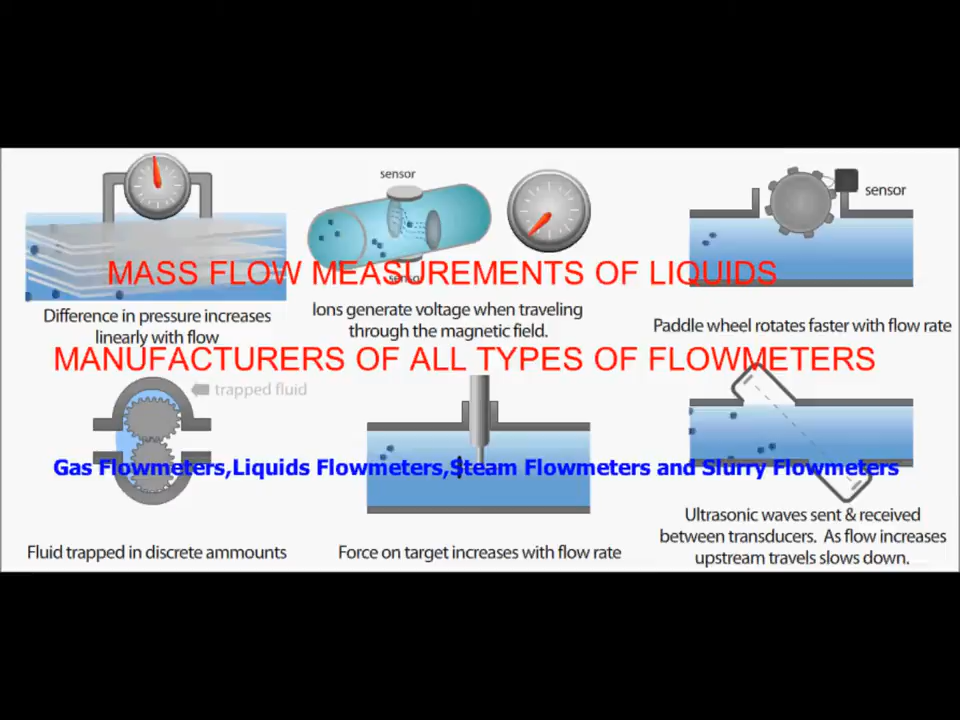 sensor
sensor
sensor
MASS FLOW MEASUREMENTS OF LIQUIDS
Difference in pressure increases
linearly with flow
Ions generate voltage when traveling
through the magnetic field.
Paddle wheel rotates faster with flow rate
MANUFACTURERS OF ALL TYPES OF FLOWMETERS
trapped fluid
Gas Flowmeters,Liquids Flowmeters,Steam Flowmeters and Slurry Flowmeters
Fluid trapped in discrete ammounts
Force on target increases with flow rate
Ultrasonic waves sent & received
between transducers. As flow increases
upstream travels slows down.